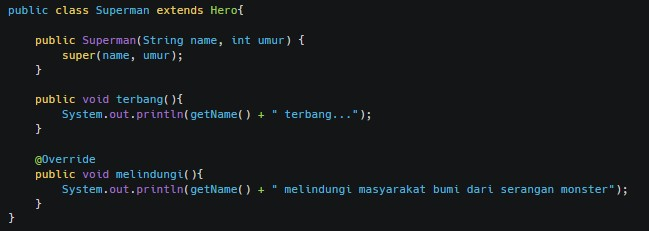 public class Superman extends Hero{
public Superman(String name, int umur) {
super(name, umur);
}
public void terbang(){
System.out.println(getName() + " terbang...");
}
@Override
public void melindungi(){
System.out.println(getName() + " melindungi masyarakat bumi dari serangan monster");
}
}